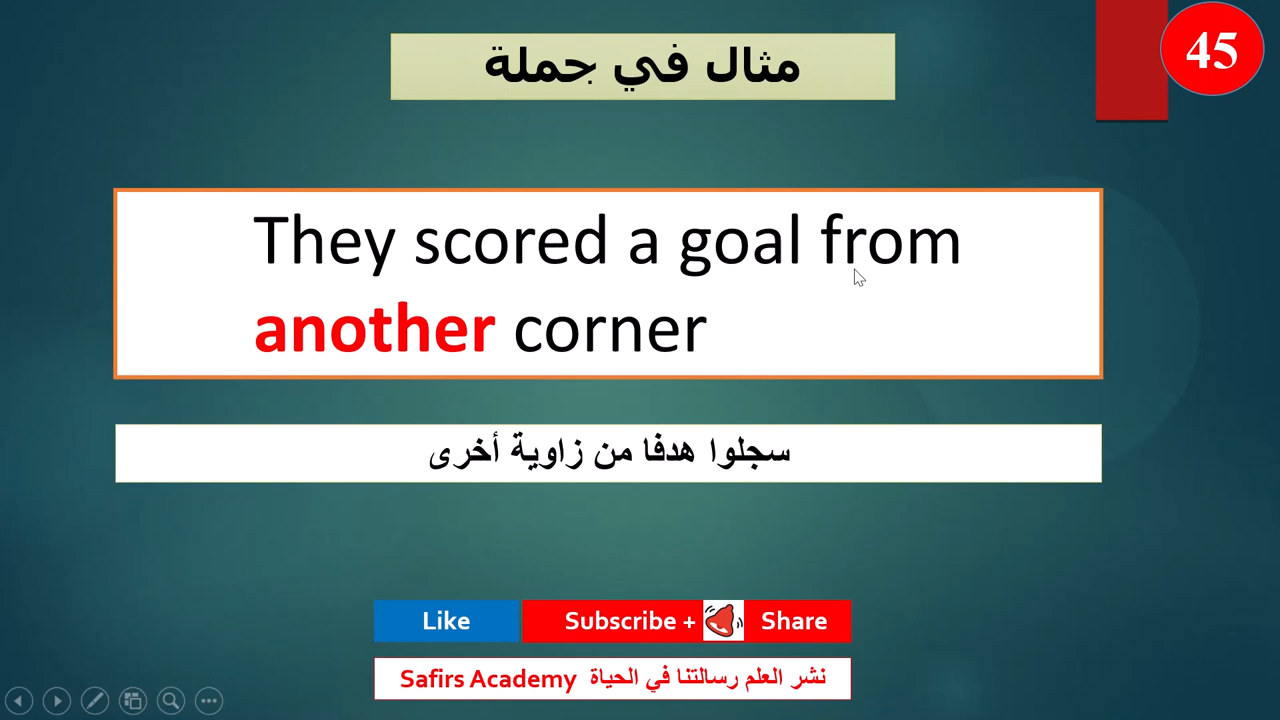 45
مثال في جملة
They scored a goal from
another corner
سجلوا هدفا من زاوية أخرى
Like Subscribe + Share
Safirs Academy نشر العلم رسالتنا في الحياة